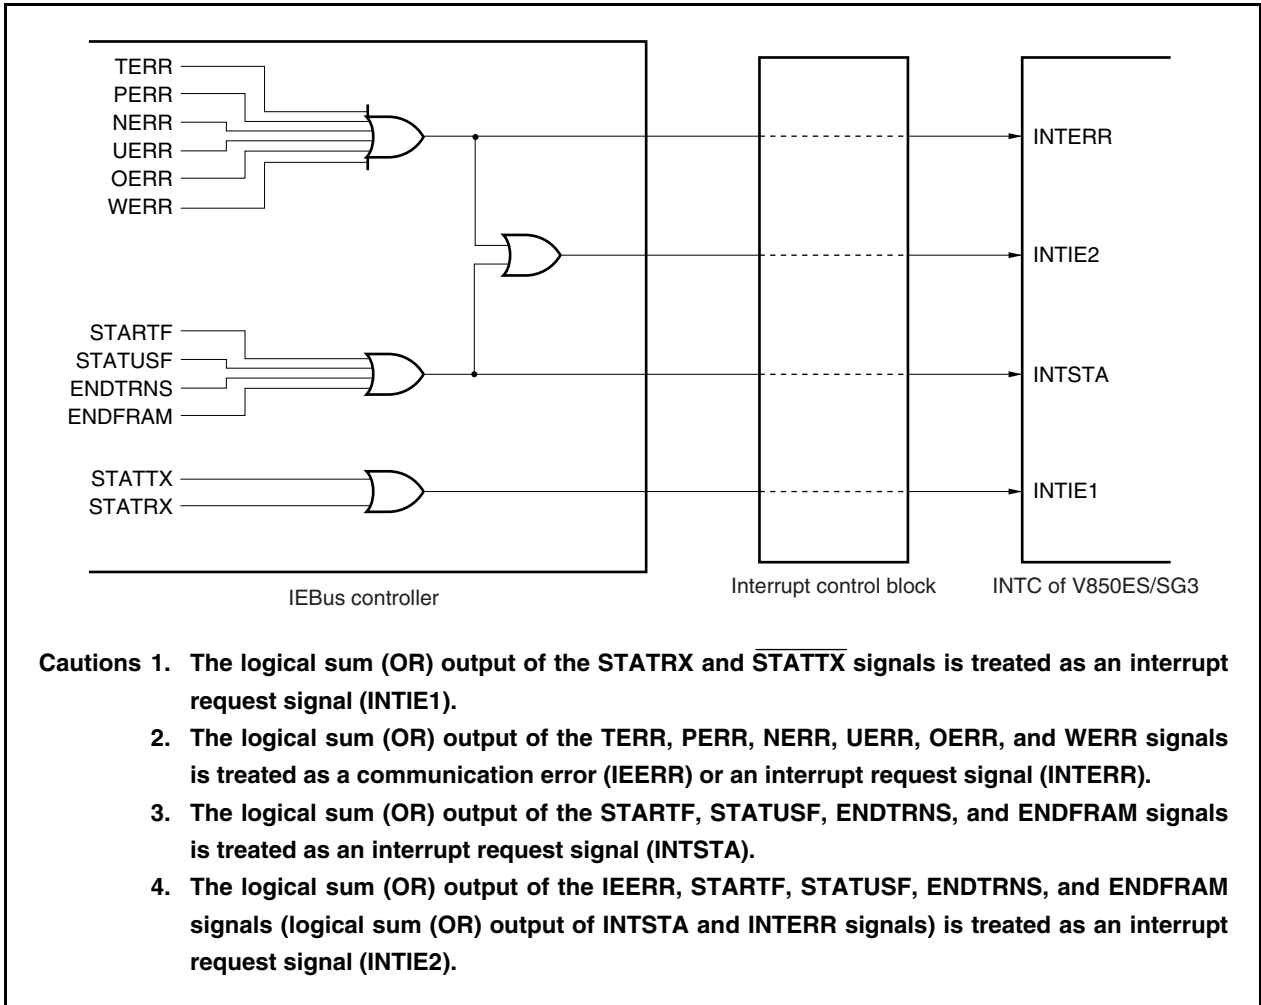 TERR
PERR
NERR
UERR
OERR
WERR
INTERR
INTIE2
STARTF
STATUSF
ENDTRNS
ENDFRAM
INTSTA
STATTX
STATRX
INTIE1
IEBus controller
Interrupt control block
INTC of V850ES/SG3
Cautions 1. The logical sum (OR) output of the STATRX and S̅T̅A̅T̅T̅X̅ signals is treated as an interrupt
request signal (INTIE1).
2. The logical sum (OR) output of the TERR, PERR, NERR, UERR, OERR, and WERR signals
is treated as a communication error (IEERR) or an interrupt request signal (INTERR).
3. The logical sum (OR) output of the STARTF, STATUSF, ENDTRNS, and ENDFRAM signals
is treated as an interrupt request signal (INTSTA).
4. The logical sum (OR) output of the IEERR, STARTF, STATUSF, ENDTRNS, and ENDFRAM
signals (logical sum (OR) output of INTSTA and INTERR signals) is treated as an interrupt
request signal (INTIE2).